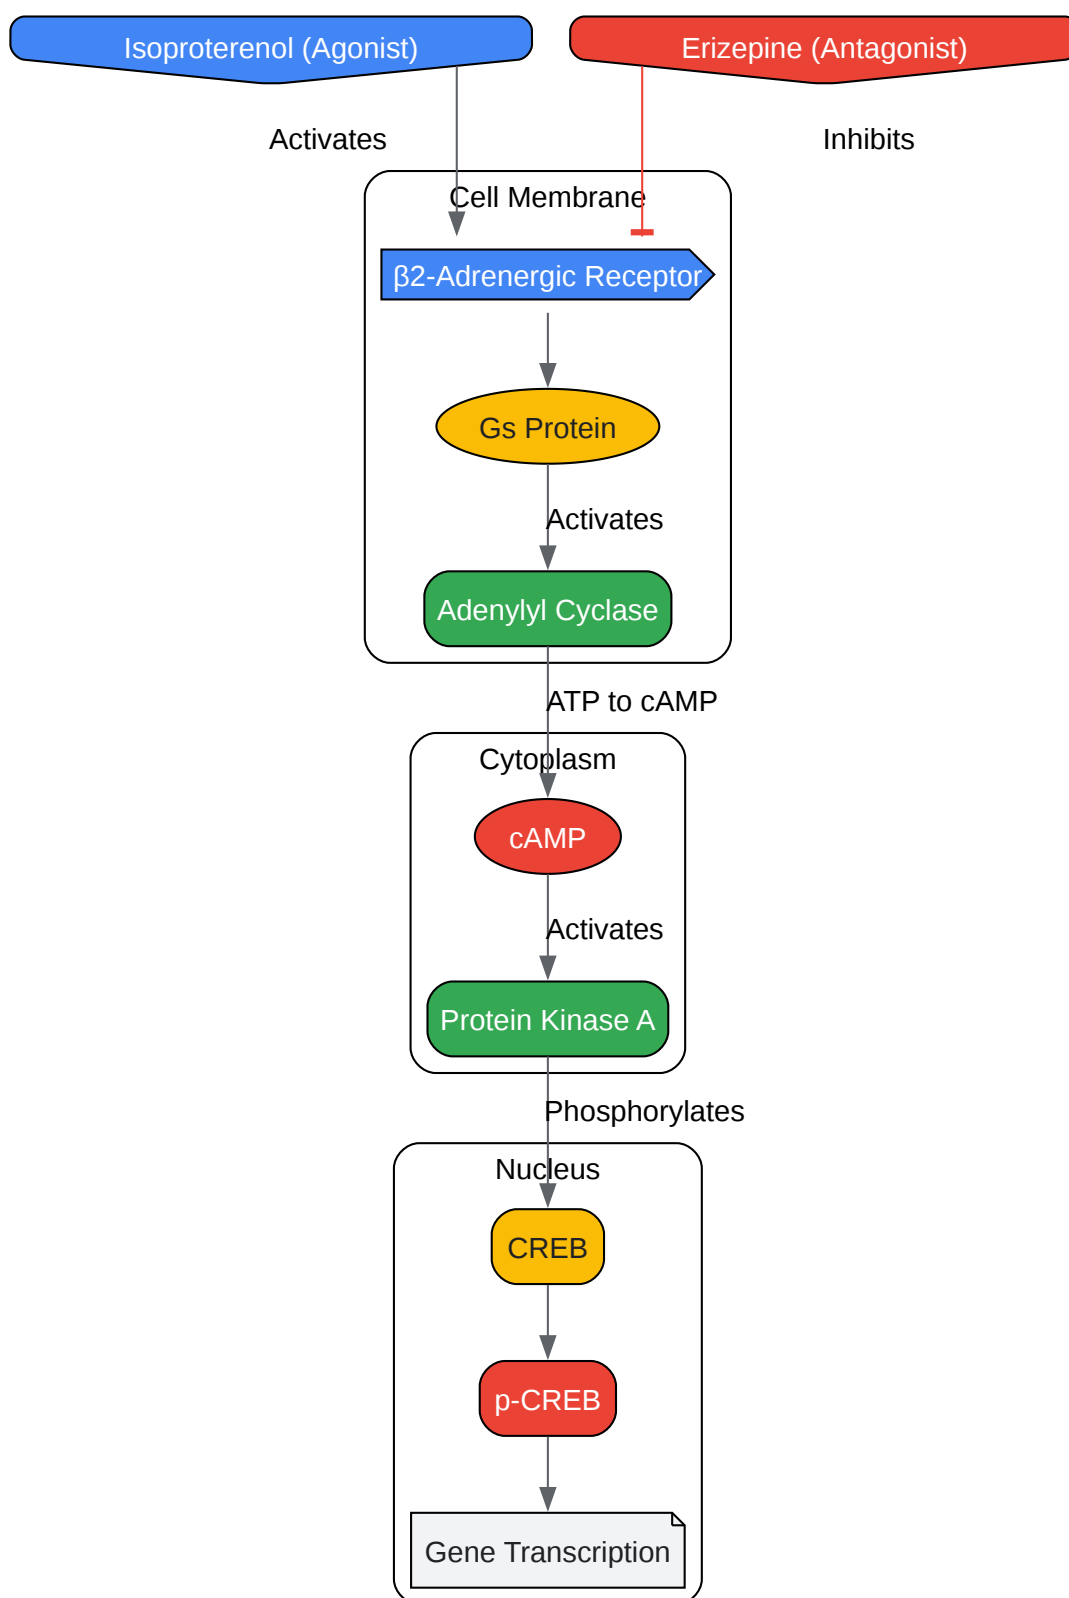 Isoproterenol (Agonist)
Erizepine (Antagonist)
Activates
Inhibits
Cell Membrane
β2-Adrenergic Receptor
Gs Protein
Activates
Adenylyl Cyclase
ATP to cAMP
Cytoplasm
cAMP
Activates
Protein Kinase A
Phosphorylates
Nucleus
CREB
p-CREB
Gene Transcription